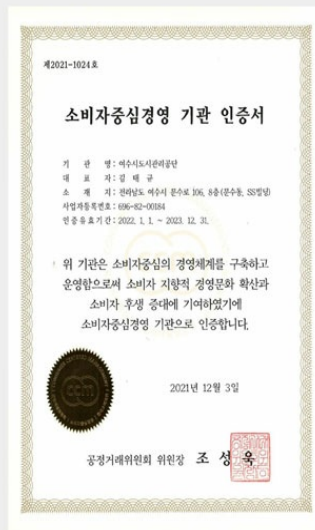 제2021-1024호
소비자중심경영 기관 인증서
기 관 명 : 여수시도시관리공단
대 표 자 : 김 태 규
소 재 지 : 전라남도 여수시 문수로 106, 8층(문수동, SS빌딩)
사업자등록번호 : 696-82-00184
인증유효기간 : 2022. 1. 1. ~ 2023. 12. 31.
위 기관은 소비자중심의 경영체계를 구축하고
운영함으로써 소비자 지향적 경영문화 확산과
소비자 후생 증대에 기여하였기에
소비자중심경영 기관으로 인증합니다.
2021년 12월 3일
공정거래위원회 위원장 조 성 욱